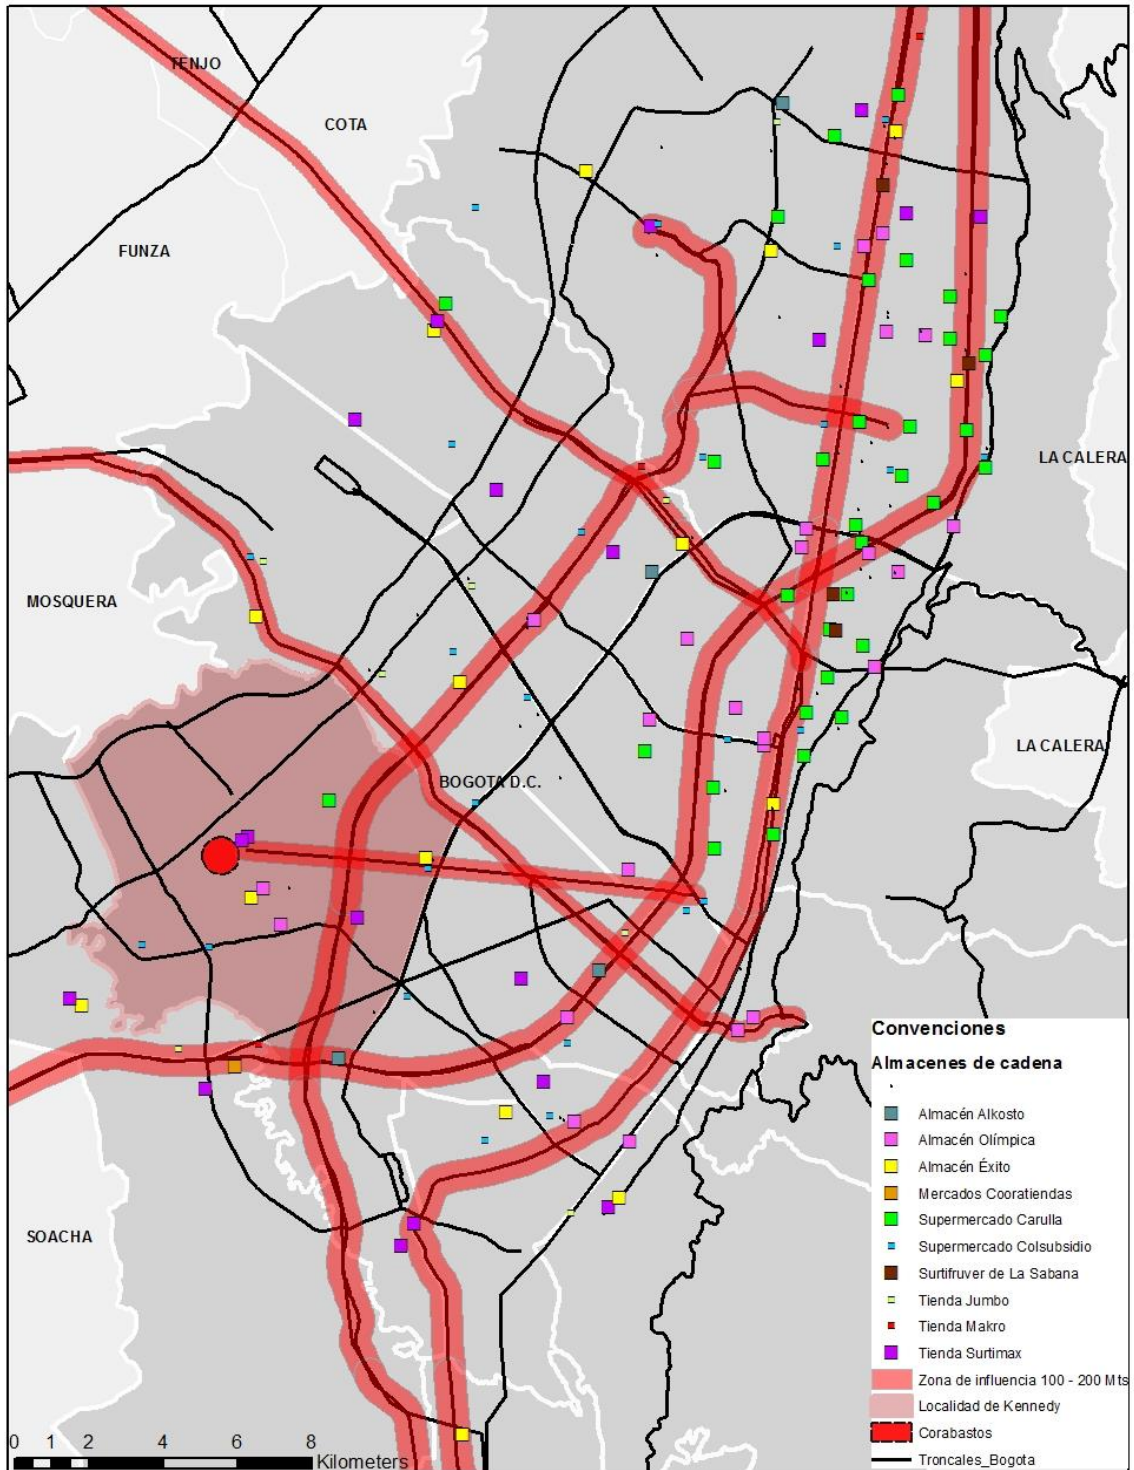 TENJO
COTA
FUNZA
LA CALERA
MOSQUERA
LA CALERA
BOGOTA D.C.
SOACHA
Convenciones
Almacenes de cadena
Almacén Alkosto
Almacén Olímpica
Almacén Éxito
Mercados Cooratiendas
Supermercado Carulla
Supermercado Colsubsidio
Surtifruver de La Sabana
Tienda Jumbo
Tienda Makro
Tienda Surtimax
Zona de influencia 100 - 200 Mts
Localidad de Kennedy
Corabastos
Troncales_Bogota
0 1 2 4 6 8
Kilometers